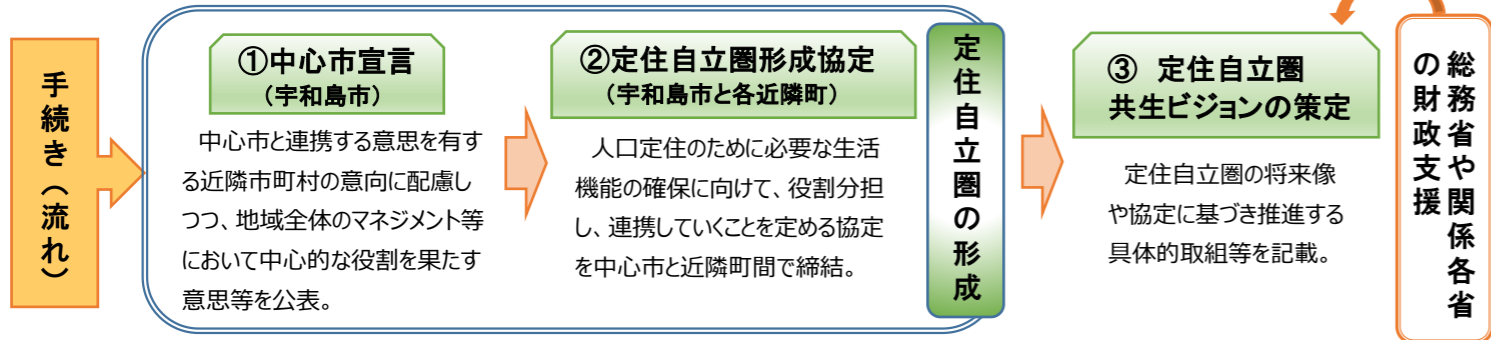 手続き（流れ）
①中心市宣言
（宇和島市）
中心市と連携する意思を有す
る近隣市町村の意向に配慮し
つつ、地域全体のマネジメント等
において中心的な役割を果たす
意思等を公表。
②定住自立圏形成協定
（宇和島市と各近隣町）
人口定住のために必要な生活
機能の確保に向けて、役割分担
し、連携していくことを定める協定
を中心市と近隣町間で締結。
定住自立圏の形成
③ 定住自立圏
共生ビジョンの策定
定住自立圏の将来像
や協定に基づき推進する
具体的取組等を記載。
総務省や関係各省
の財政支援